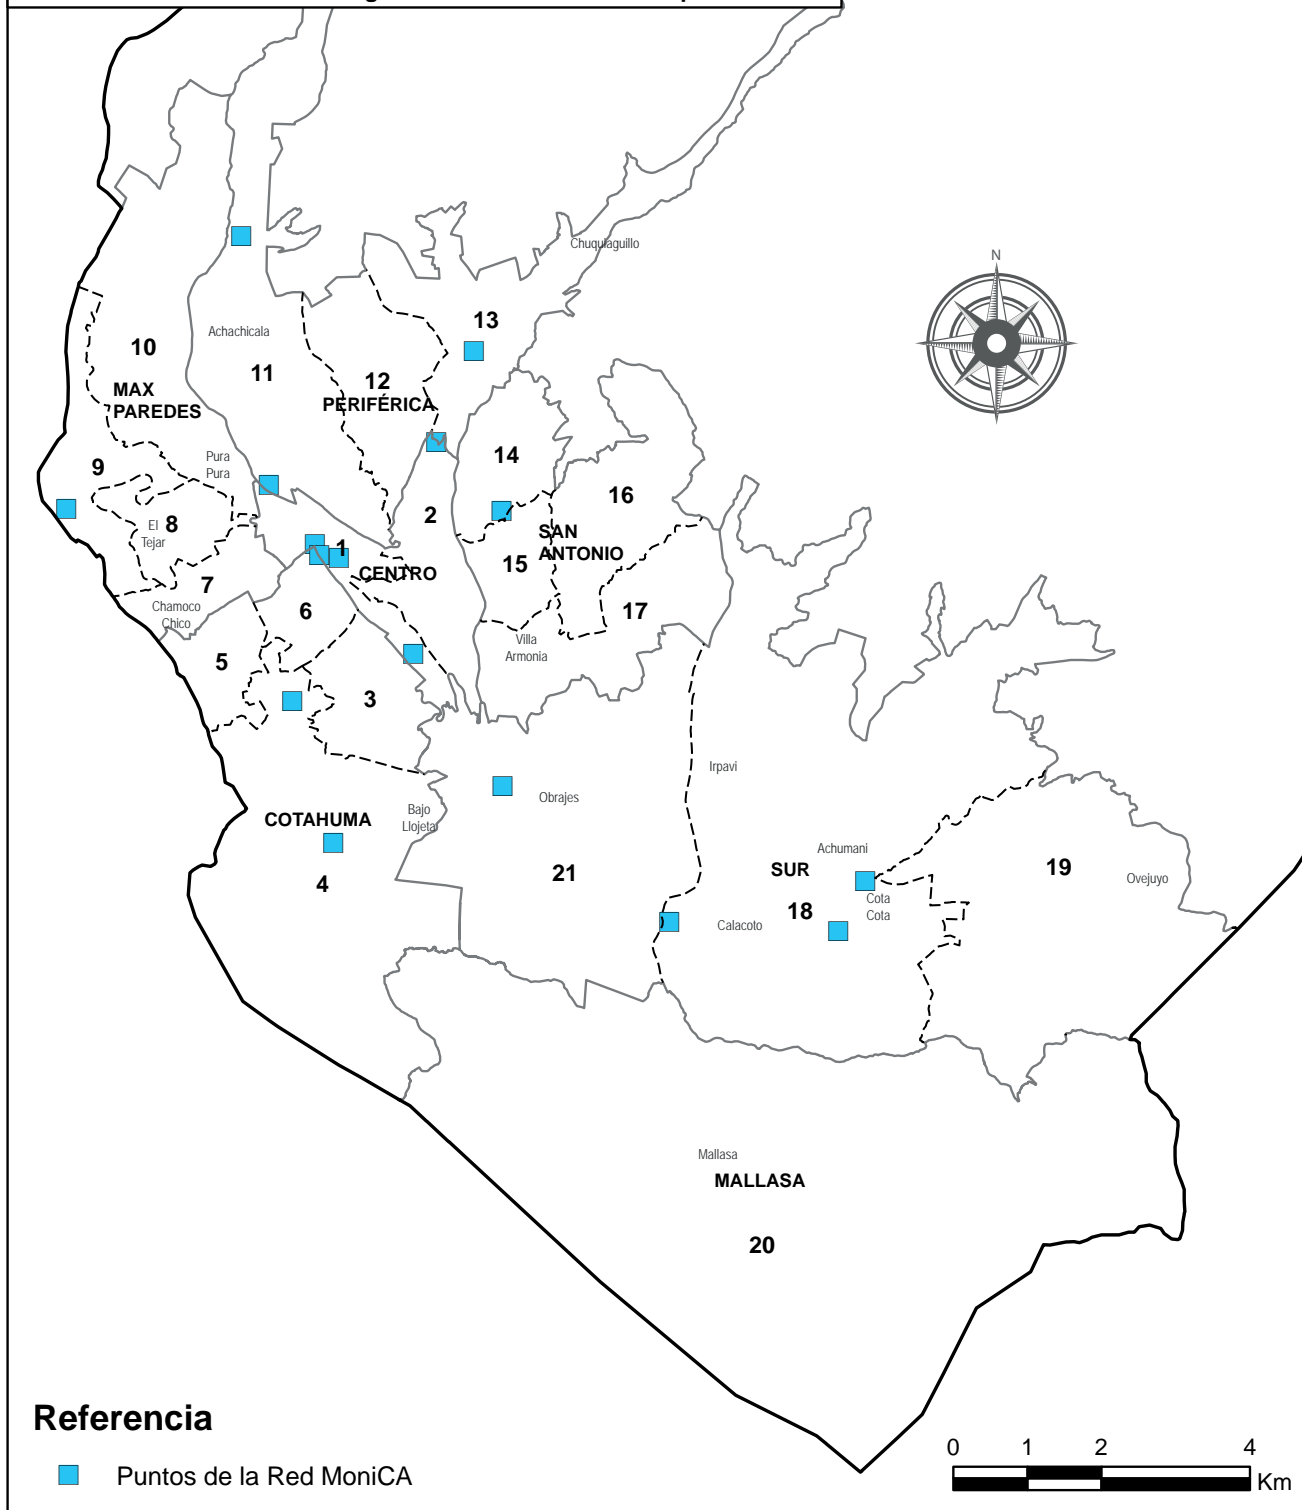 N
Chuquiaguillo
13
Achachicala
10
11
12
MAX
PAREDES
PERIFÉRICA
Pura
Pura
9
14
16
El
Tejar
8
2
SAN
ANTONIO
1
CENTRO
15
7
Chamoco
Chico
6
17
Villa
Armonia
5
3
Irpavi
Obrajes
Bajo
Llojeta
COTAHUMA
Achumani
SUR
19
Ovejuyo
21
4
Cota
Cota
18
Calacoto
Mallasa
MALLASA
20
Referencia
Puntos de la Red MoniCA
0 1 2 4
Km